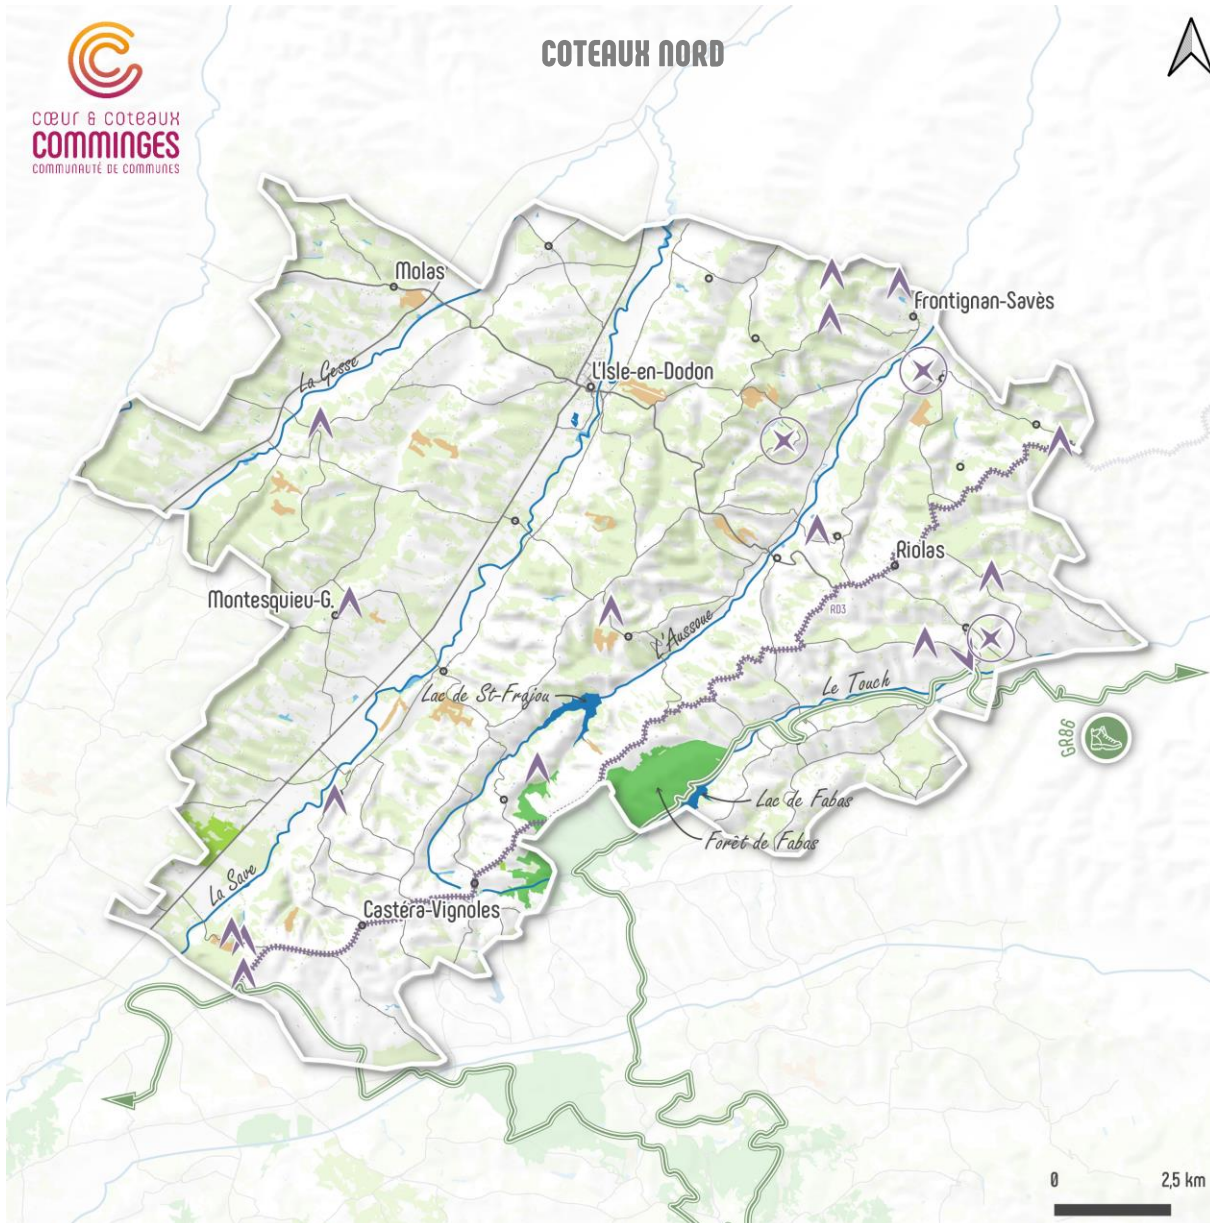 COTEAUX NORD
cœur & coteaux
COMMINGES
COMMUNAUTÉ DE COMMUNES
Molas
Frontignan-Savès
La Gesse
L'Isle-en-Dodon
Riolas
Montesquieu-G.
RD3
L'Aussoue
Le Touch
Lac de St-Frajou
GR86
Lac de Fabas
Forêt de Fabas
La Save
Castéra-Vignoles
0 2,5 km